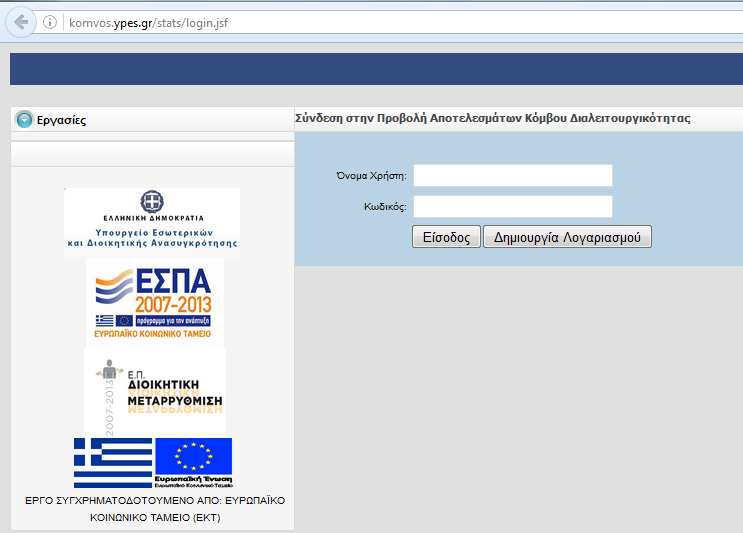 komvos.ypes.gr/stats/login.jsf
Εργασίες
Σύνδεση στην Προβολή Αποτελεσμάτων Κόμβου Διαλειτουργικότητας
Όνομα Χρήστη:
Κωδικός:
Είσοδος
Δημιουργία Λογαριασμού
ΕΛΛΗΝΙΚΗ ΔΗΜΟΚΡΑΤΙΑ
Υπουργείο Εσωτερικών
και Διοικητικής Ανασυγκρότησης
ΕΣΠΑ
2007-2013
πρόγραμμα για την ανάπτυξη
ΕΥΡΩΠΑΪΚΟ ΚΟΙΝΩΝΙΚΟ ΤΑΜΕΙΟ
2007-2013
Ε.Π.
ΔΙΟΙΚΗΤΙΚΗ
ΜΕΤΑΡΡΥΘΜΙΣΗ
Ευρωπαϊκή Ένωση
Ευρωπαϊκό Κοινωνικό Ταμείο
ΕΡΓΟ ΣΥΓΧΡΗΜΑΤΟΔΟΤΟΥΜΕΝΟ ΑΠΟ: ΕΥΡΩΠΑΪΚΟ
ΚΟΙΝΩΝΙΚΟ ΤΑΜΕΙΟ (ΕΚΤ)